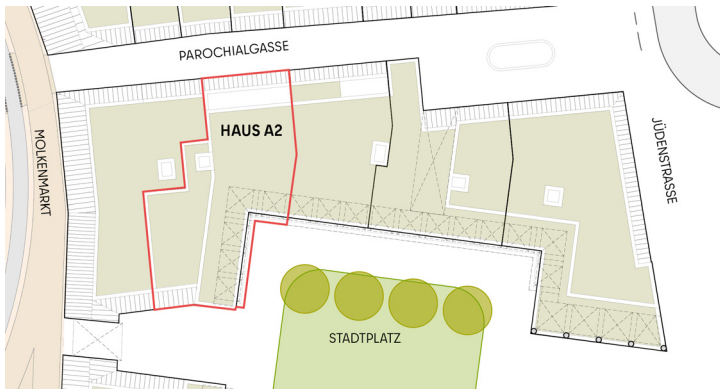 PAROCHIALGASSE
HAUS A2
MOLKENMARKT
JÜDENSTRASSE
STADTPLATZ